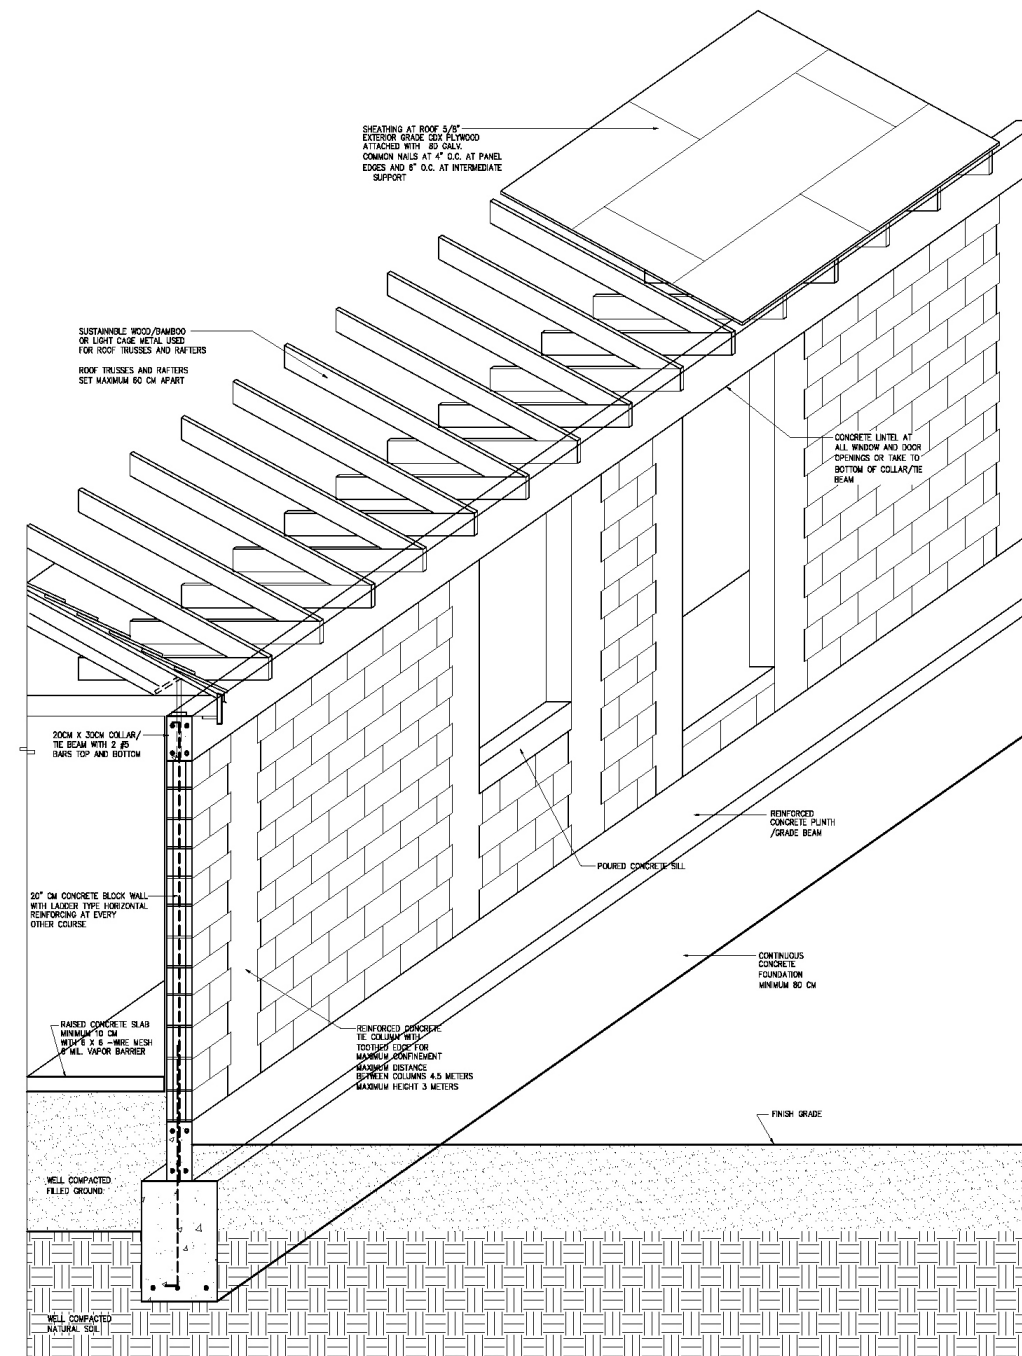 SHEATHING AT ROOF 5/8"
EXTERIOR GRADE CDX PLYWOOD
ATTACHED WITH 8D GALV.
COMMON NAILS AT 4" O.C. AT PANEL
EDGES AND 6" O.C. AT INTERMEDIATE
SUPPORT
SUSTAINNBLE WOOD/BAMBOO
OR LIGHT CAGE METAL USED
FOR ROOF TRUSSES AND RAFTERS
ROOF TRUSSES AND RAFTERS
SET MAXIMUM 60 CM APART
CONCRETE LINTEL AT
ALL WINDOW AND DOOR
OPENINGS OR TAKE TO
BOTTOM OF COLLAR/TIE
BEAM
20CM X 30CM COLLAR/
TIE BEAM WITH 2 #5
BARS TOP AND BOTTOM
REINFORCED
CONCRETE PLINTH
/GRADE BEAM
POURED CONCRETE SILL
20" CM CONCRETE BLOCK WALL
WITH LADDER TYPE HORIZONTAL
REINFORCING AT EVERY
OTHER COURSE
CONTINUOUS
CONCRETE
FOUNDATION
MINIMUM 80 CM
RAISED CONCRETE SLAB
MINIMUM 10 CM
WITH 6 X 6 -WIRE MESH
6 MIL. VAPOR BARRIER
REINFORCED CONCRETE
TIE COLUMN WITH
TOOTHED EDGE FOR
MAXIMUM CONFINEMENT
MAXIMUM DISTANCE
BETWEEN COLUMNS 4.5 METERS
MAXIMUM HEIGHT 3 METERS
FINISH GRADE
WELL COMPACTED
FILLED GROUND
WELL COMPACTED
NATURAL SOIL